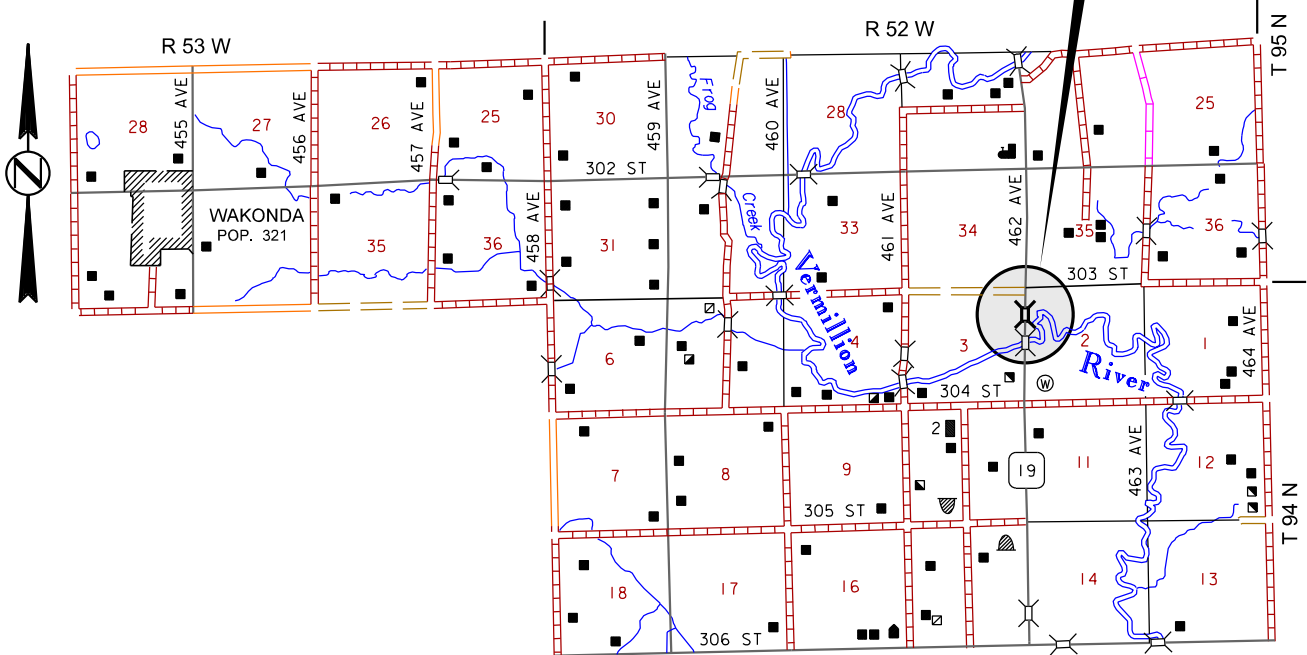 R 53 W
R 52 W
T 95 N
28
455 AVE
27
456 AVE
26
457 AVE
25
30
459 AVE
Frog
460 AVE
28
25
302 ST
N
WAKONDA
POP. 321
35
36
458 AVE
31
Creek
33
461 AVE
34
462 AVE
35
36
303 ST
Vermillion
River
6
4
3
2
1
464 AVE
304 ST
W
7
8
9
2
19
11
463 AVE
12
305 ST
T 94 N
18
17
16
14
13
306 ST